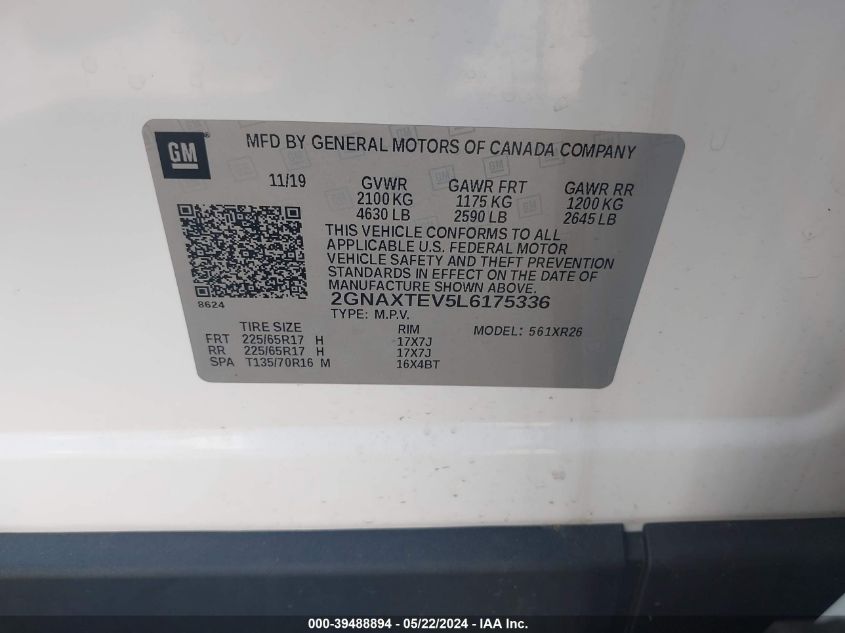 GM
MFD BY GENERAL MOTORS OF CANADA COMPANY
11/19 GVWR GAWR FRT GAWR RR
2100 KG 1175 KG 1200 KG
4630 LB 2590 LB 2645 LB
THIS VEHICLE CONFORMS TO ALL
APPLICABLE U.S. FEDERAL MOTOR
VEHICLE SAFETY AND THEFT PREVENTION
STANDARDS IN EFFECT ON THE DATE OF
MANUFACTURE SHOWN ABOVE.
8624 2GNAXTEV5L6175336
TYPE: M.P.V.
TIRE SIZE RIM MODEL: 561XR26
FRT 225/65R17 H 17X7J
RR 225/65R17 H 17X7J
SPA T135/70R16 M 16X4BT
000-39488894 - 05/22/2024 - IAA Inc.